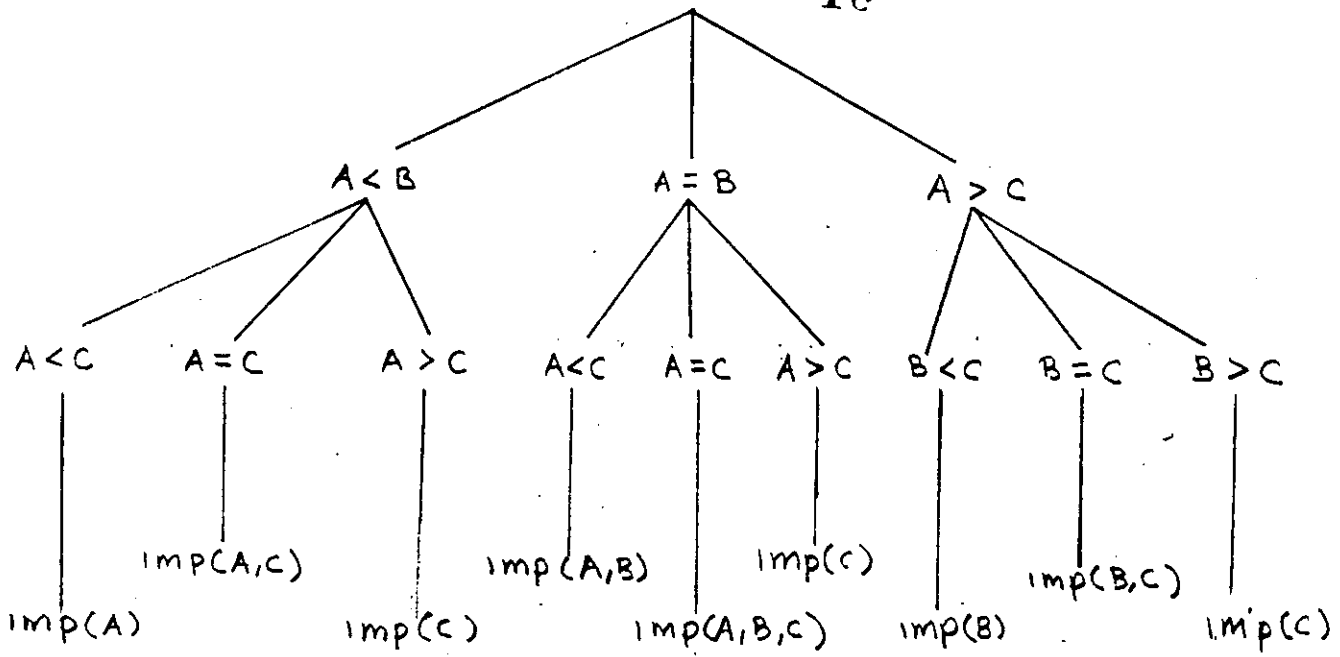 A < B A = B A > C
A < C A = C A > C A < C A = C A > C B < C B = C B > C
imp(A,C) imp(A,B) imp(C) imp(B,C)
imp(A) imp(C) imp(A,B,C) imp(B) imp(C)